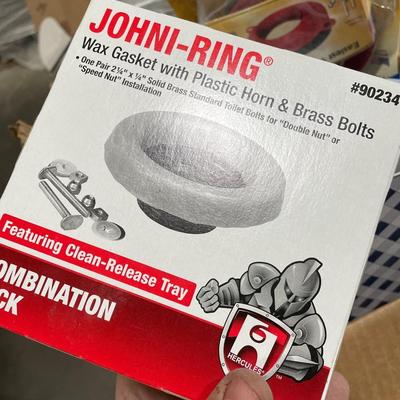 JOHNI-RING®
Wax Gasket with Plastic Horn & Brass Bolts
#90234
• One Pair 2¼" x ¼" Solid Brass Standard Toilet Bolts for "Double Nut" or
"Speed Nut" Installation
Featuring Clean-Release Tray
OMBINATION
CK
HERCULES
™